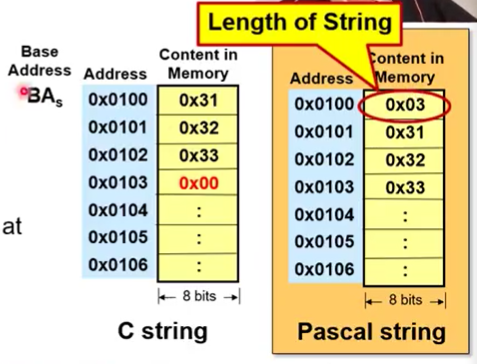 Length of String
Base
Address
BAs
Address
Content in
Memory
0x0100 0x31
0x0101 0x32
0x0102 0x33
0x0103 0x00
0x0104 :
0x0105 :
0x0106 :
8 bits
C string
Address
Content in
Memory
0x0100 0x03
0x0101 0x31
0x0102 0x32
0x0103 0x33
0x0104 :
0x0105 :
0x0106 :
8 bits
Pascal string
at